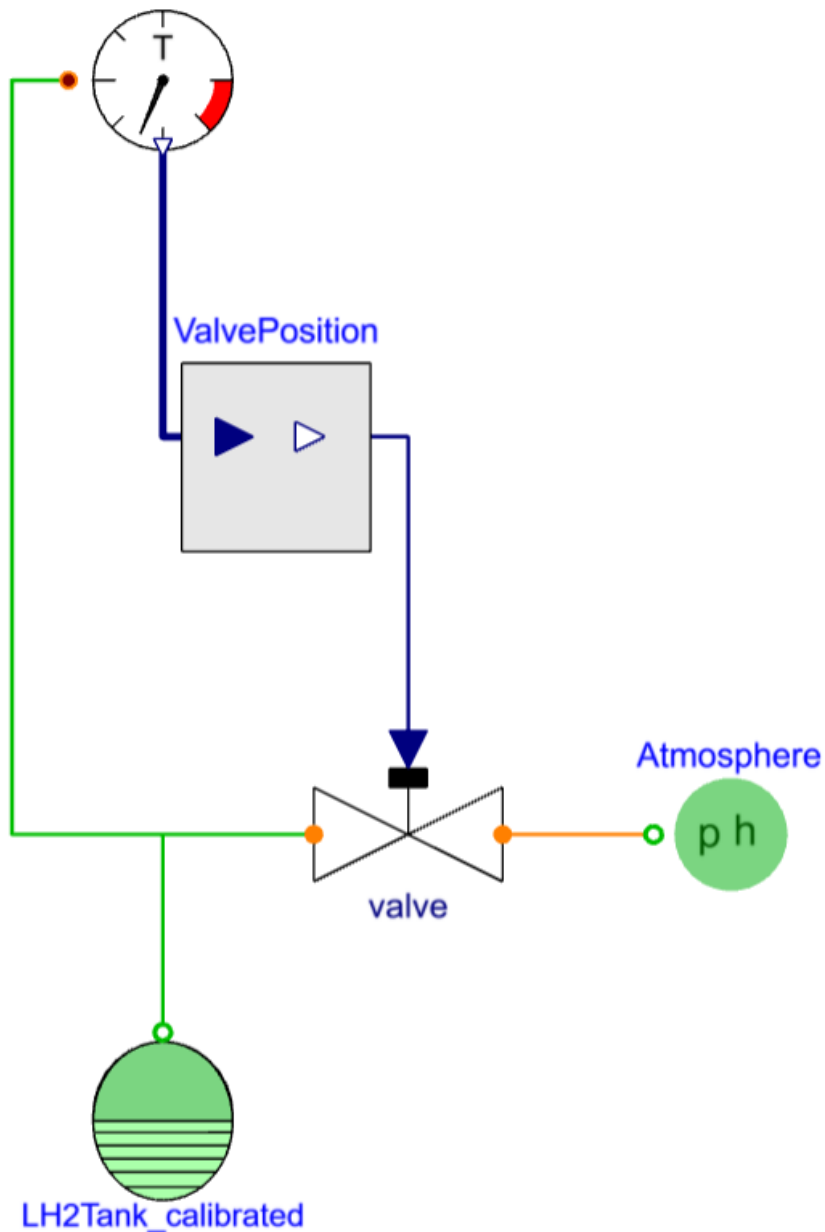 T
ValvePosition
Atmosphere
p h
valve
LH2Tank_calibrated